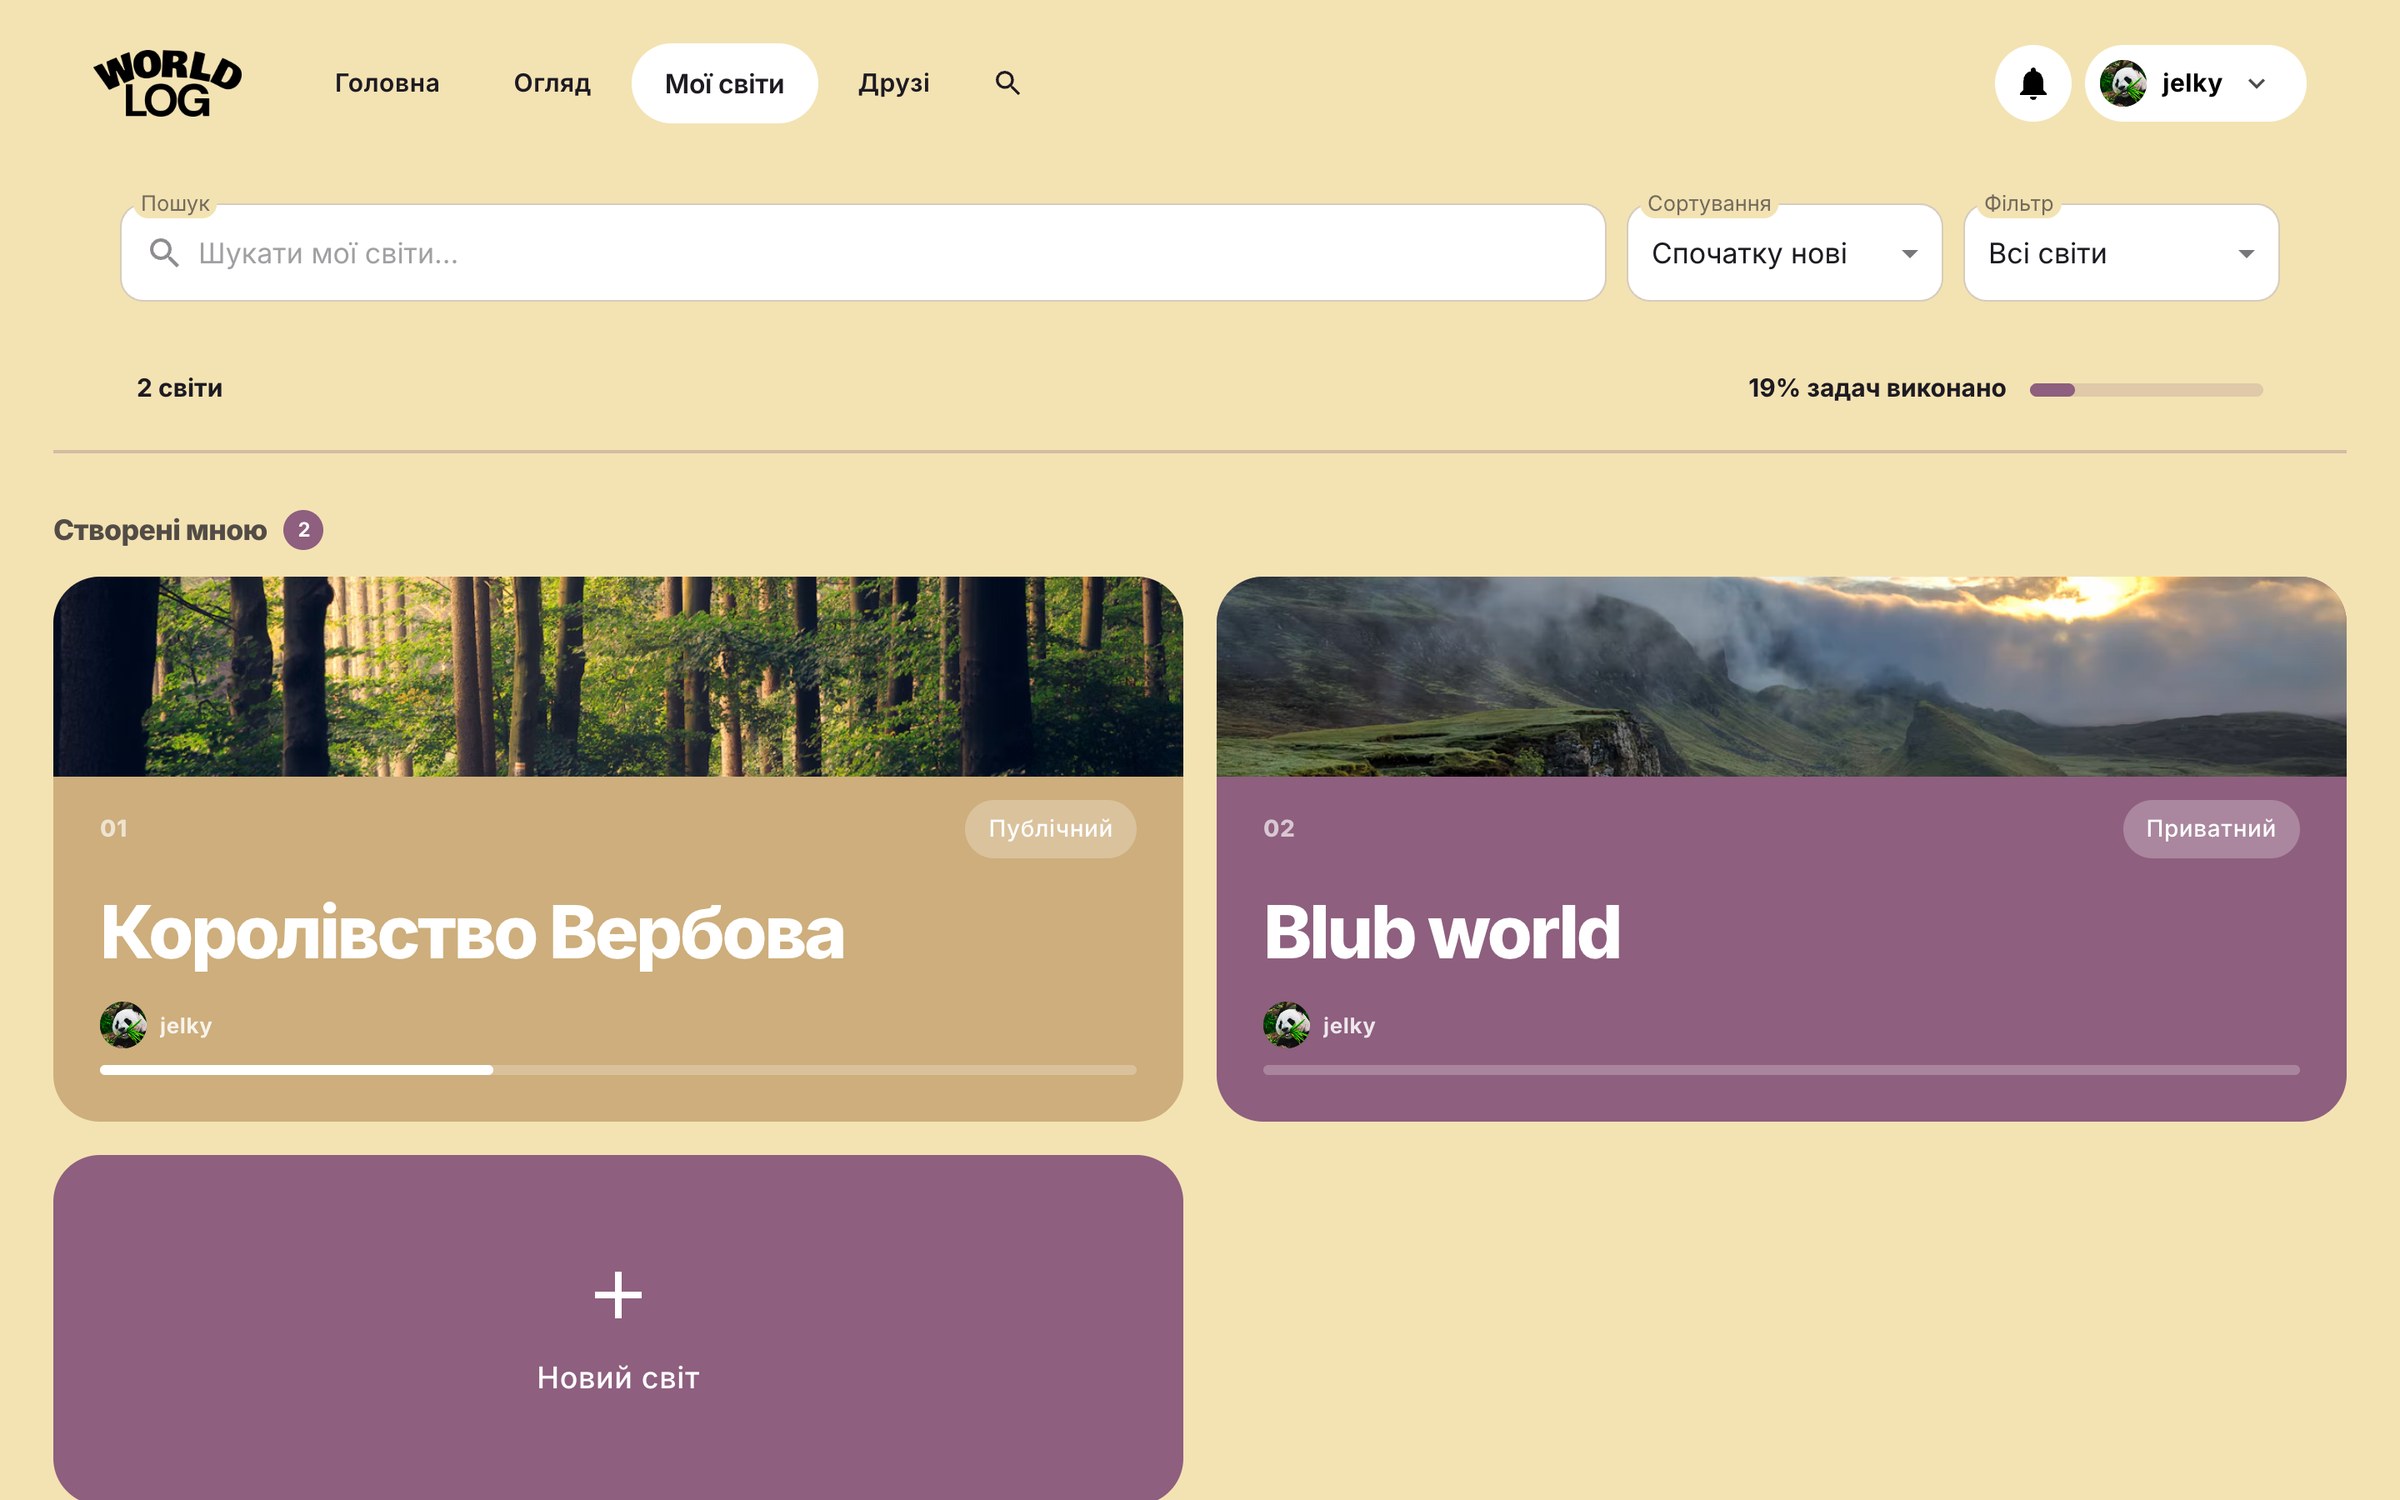 WORLD
LOG
Головна
Огляд
Мої світи
Друзі
jelky
Пошук
Шукати мої світи...
Сортування
Спочатку нові
Фільтр
Всі світи
2 світи
19% задач виконано
Створені мною
2
01
Публічний
Королівство Вербова
jelky
02
Приватний
Blub world
jelky
Новий світ